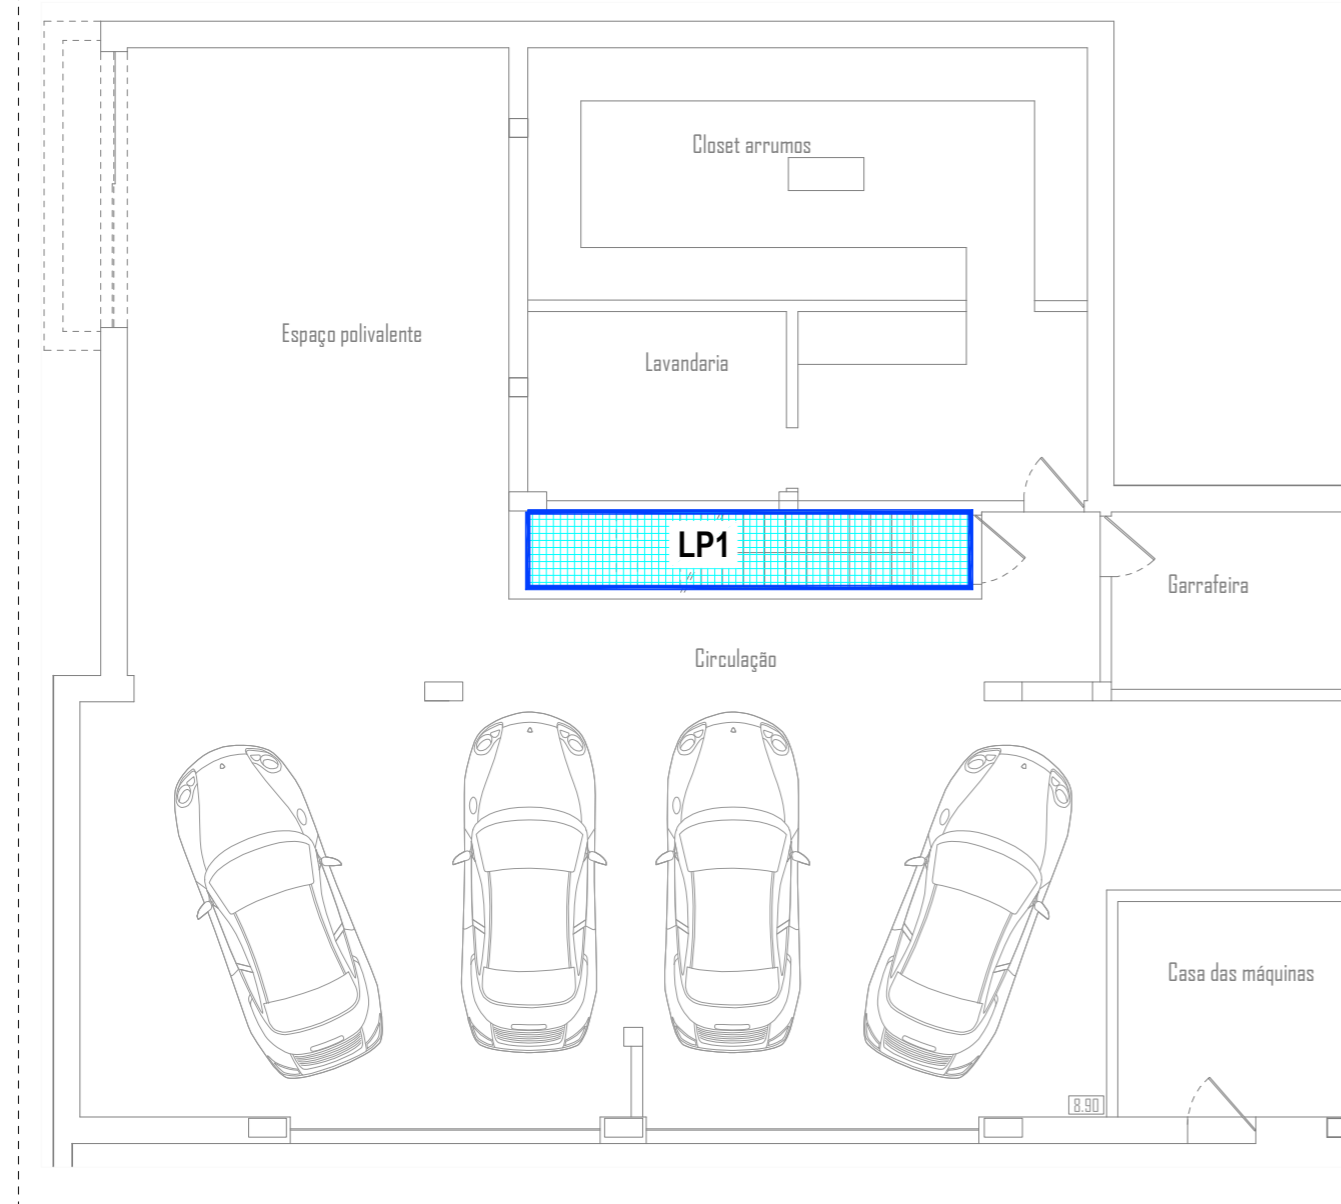 Closet arrumos
Espaço polivalente
Lavandaria
LP1
Garrafeira
Circulação
Casa das máquinas
8.90